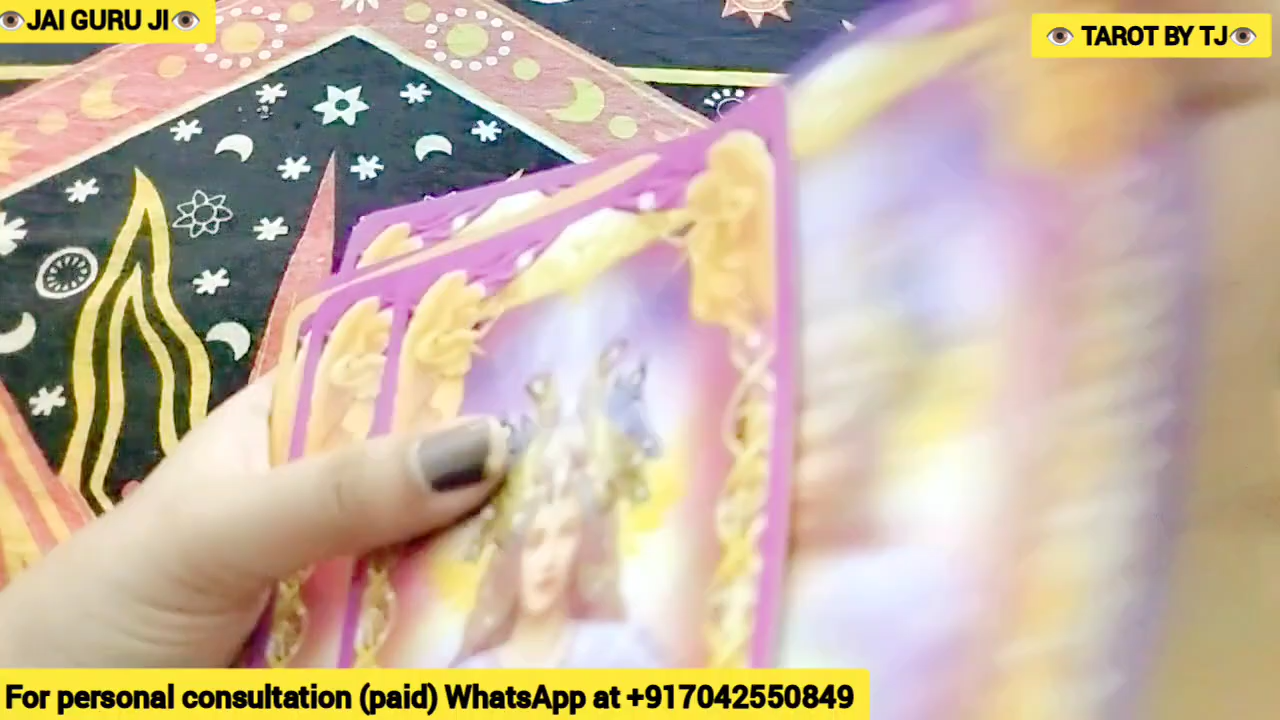 👁️JAI GURU JI👁️
👁️ TAROT BY TJ👁️
For personal consultation (paid) WhatsApp at +917042550849